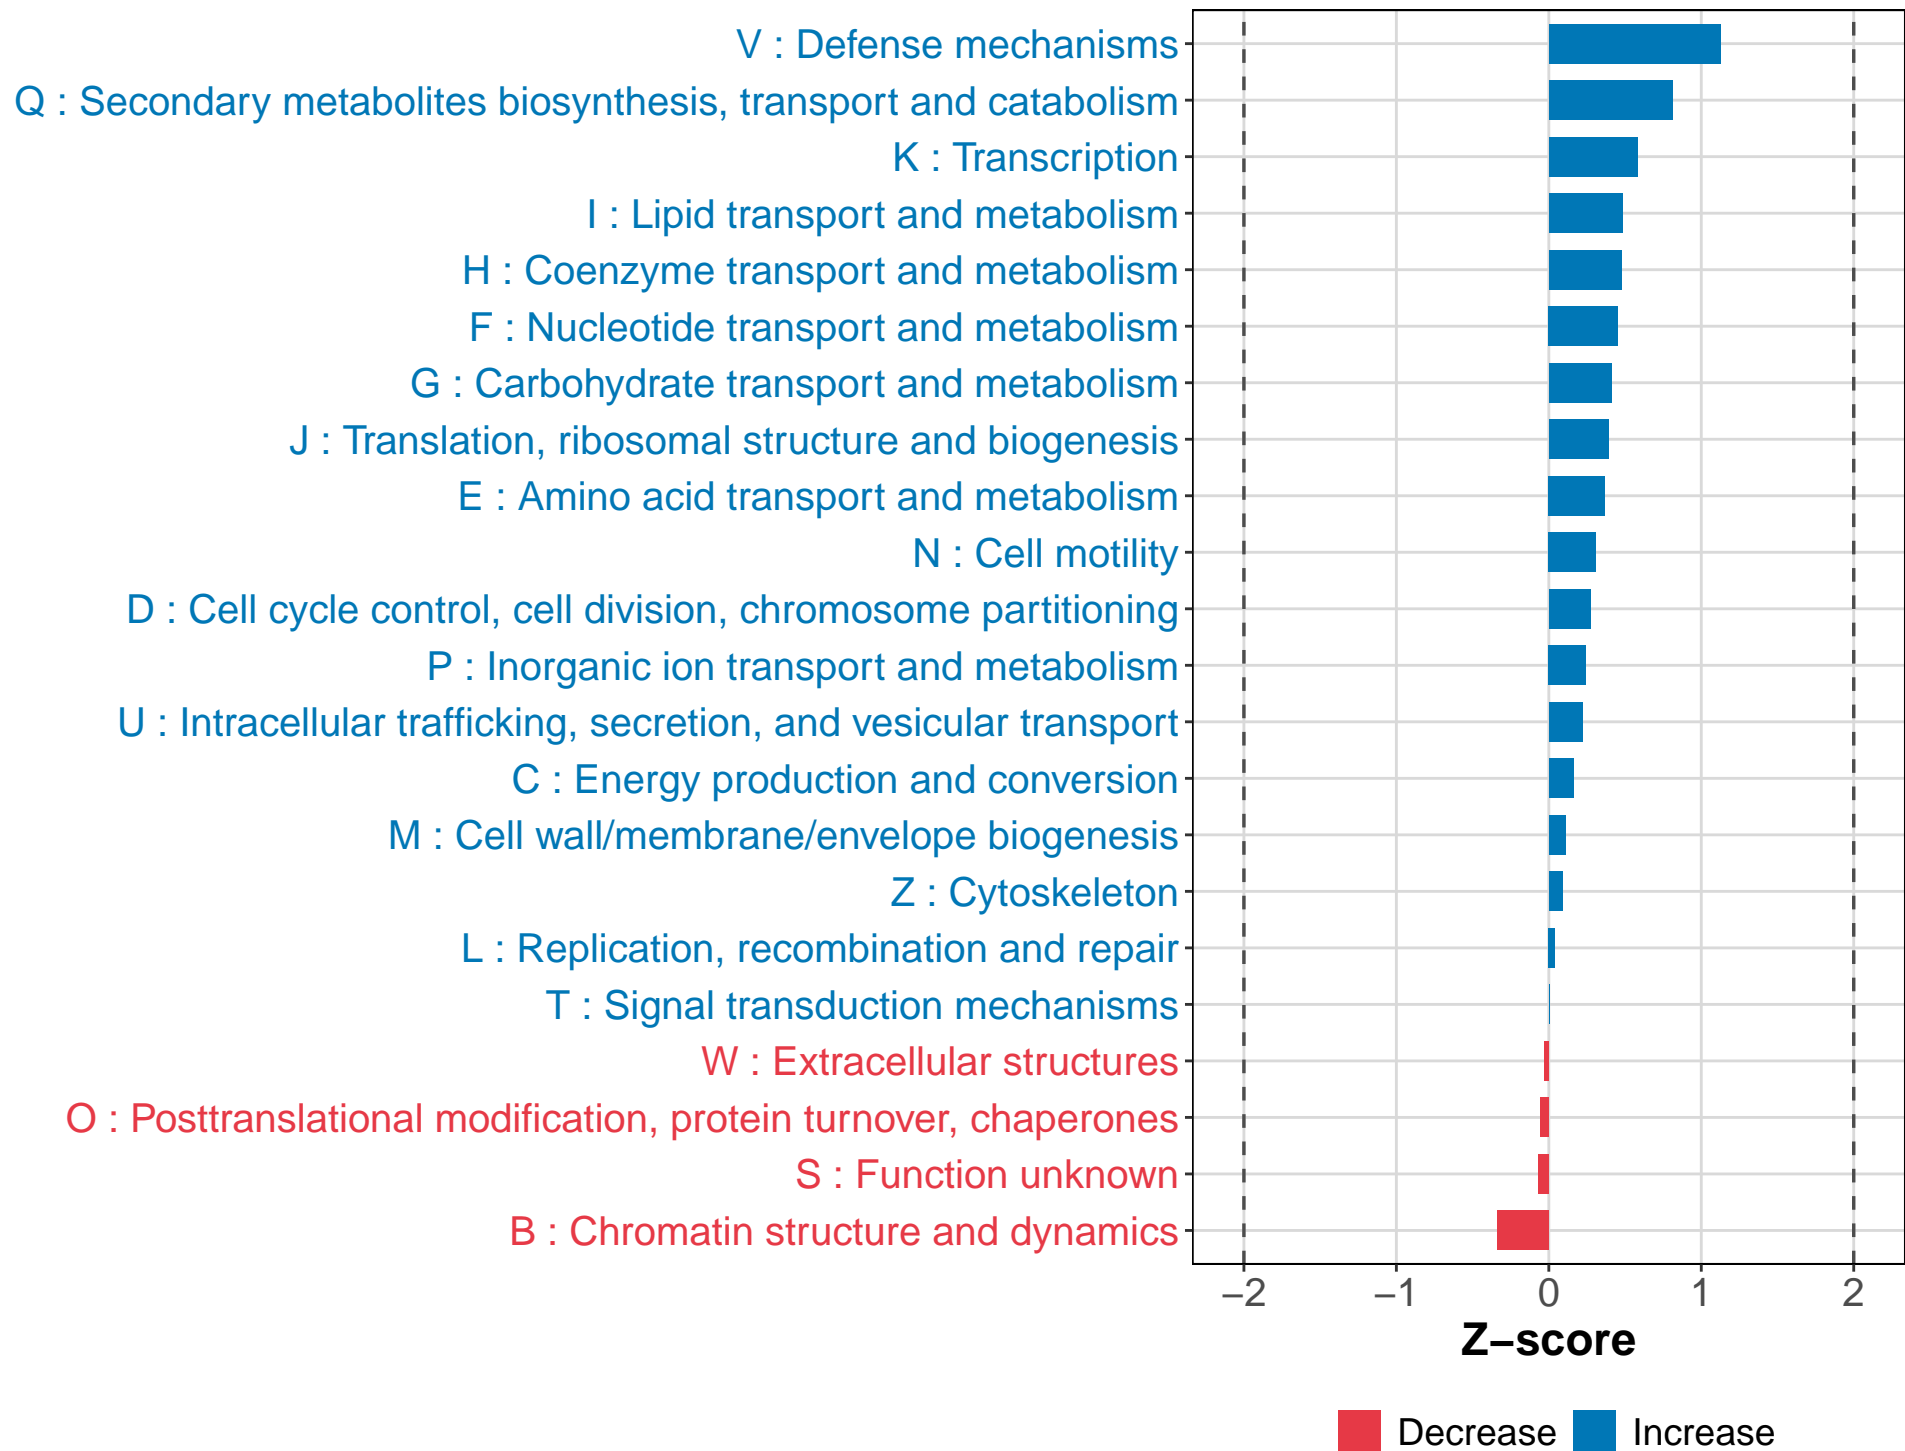 V : Defense mechanisms
Q : Secondary metabolites biosynthesis, transport and catabolism
K : Transcription
I : Lipid transport and metabolism
H : Coenzyme transport and metabolism
F : Nucleotide transport and metabolism
G : Carbohydrate transport and metabolism
J : Translation, ribosomal structure and biogenesis
E : Amino acid transport and metabolism
N : Cell motility
D : Cell cycle control, cell division, chromosome partitioning
P : Inorganic ion transport and metabolism
U : Intracellular trafficking, secretion, and vesicular transport
C : Energy production and conversion
M : Cell wall/membrane/envelope biogenesis
Z : Cytoskeleton
L : Replication, recombination and repair
T : Signal transduction mechanisms
W : Extracellular structures
O : Posttranslational modification, protein turnover, chaperones
S : Function unknown
B : Chromatin structure and dynamics
−2 −1 0 1 2
Z−score
Decrease Increase